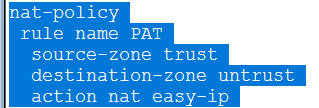 nat-policy
rule name PAT
source-zone trust
destination-zone untrust
action nat easy-ip